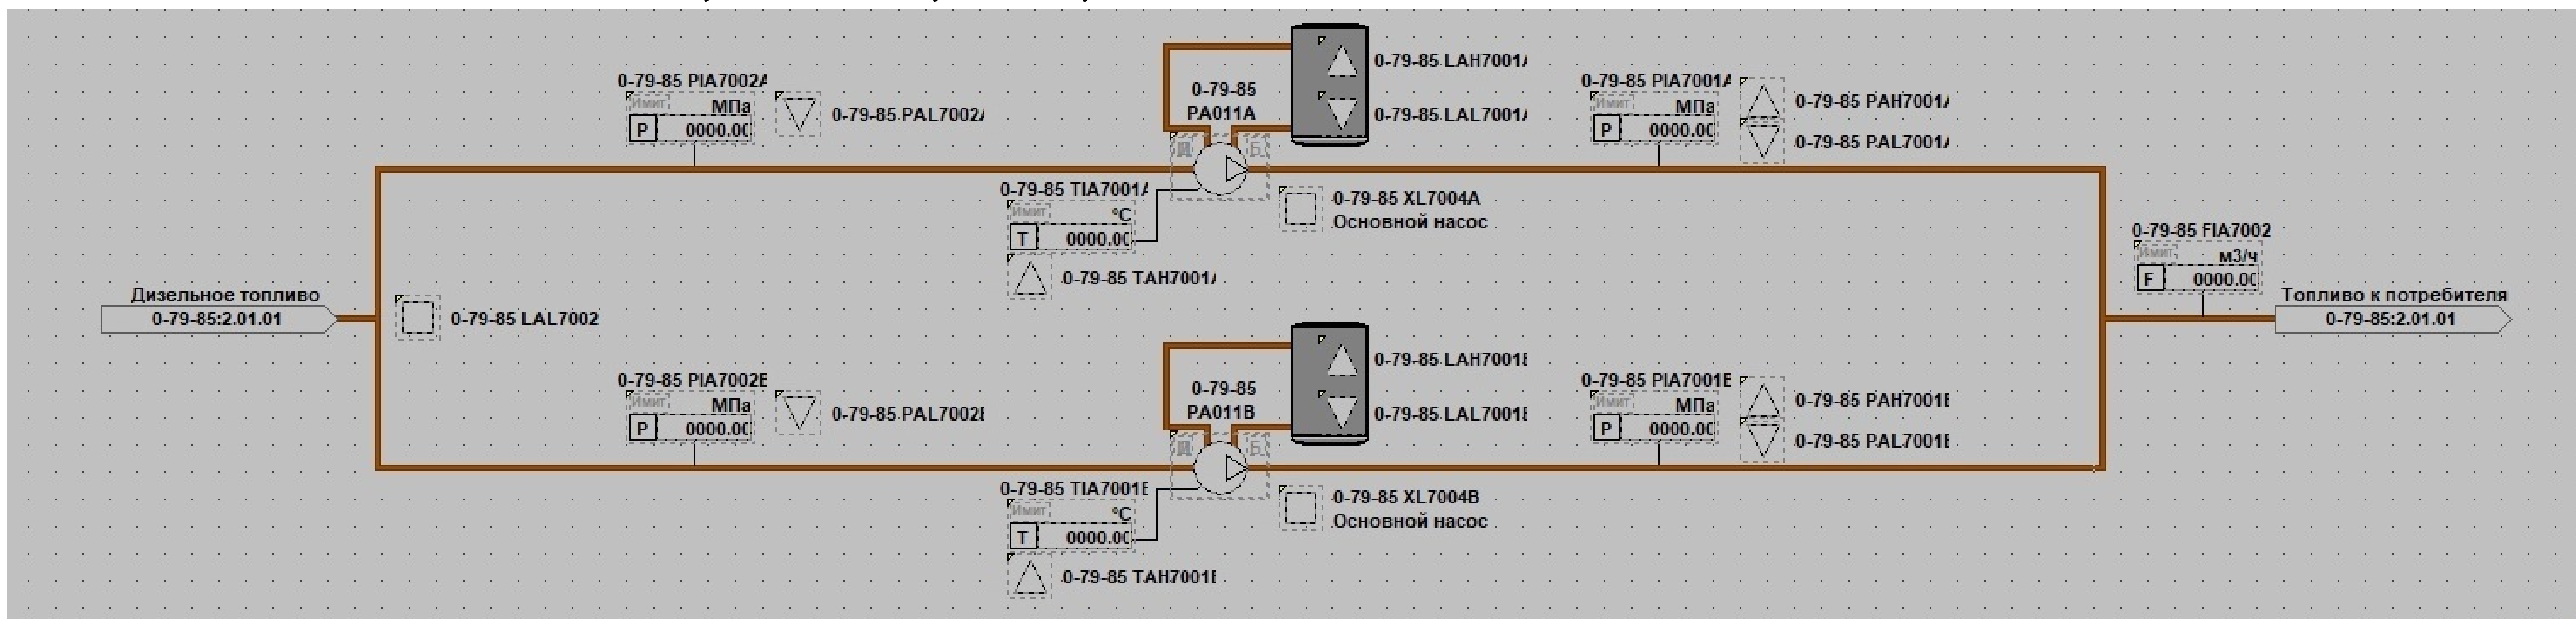 0-79-85 LAH7001A
0-79-85 PIA7002A
Имит
МПа
P 0000.00
0-79-85 PAL7002A
0-79-85
PA011A
0-79-85 LAL7001A
0-79-85 PIA7001A
Имит
МПа
P 0000.00
0-79-85 PAH7001A
0-79-85 PAL7001A
Б
0-79-85 TIA7001A
Имит
°C
T 0000.00
0-79-85 TAH7001A
0-79-85 XL7004A
Основной насос
0-79-85 FIA7002
Имит
м3/ч
F 0000.00
Дизельное топливо
0-79-85:2.01.01
0-79-85 LAL7002
Топливо к потребителя
0-79-85:2.01.01
0-79-85 LAH7001B
0-79-85 PIA7002B
Имит
МПа
P 0000.00
0-79-85 PAL7002B
0-79-85
PA011B
0-79-85 LAL7001B
0-79-85 PIA7001B
Имит
МПа
P 0000.00
0-79-85 PAH7001B
0-79-85 PAL7001B
Б
0-79-85 TIA7001B
Имит
°C
T 0000.00
0-79-85 TAH7001B
0-79-85 XL7004B
Основной насос